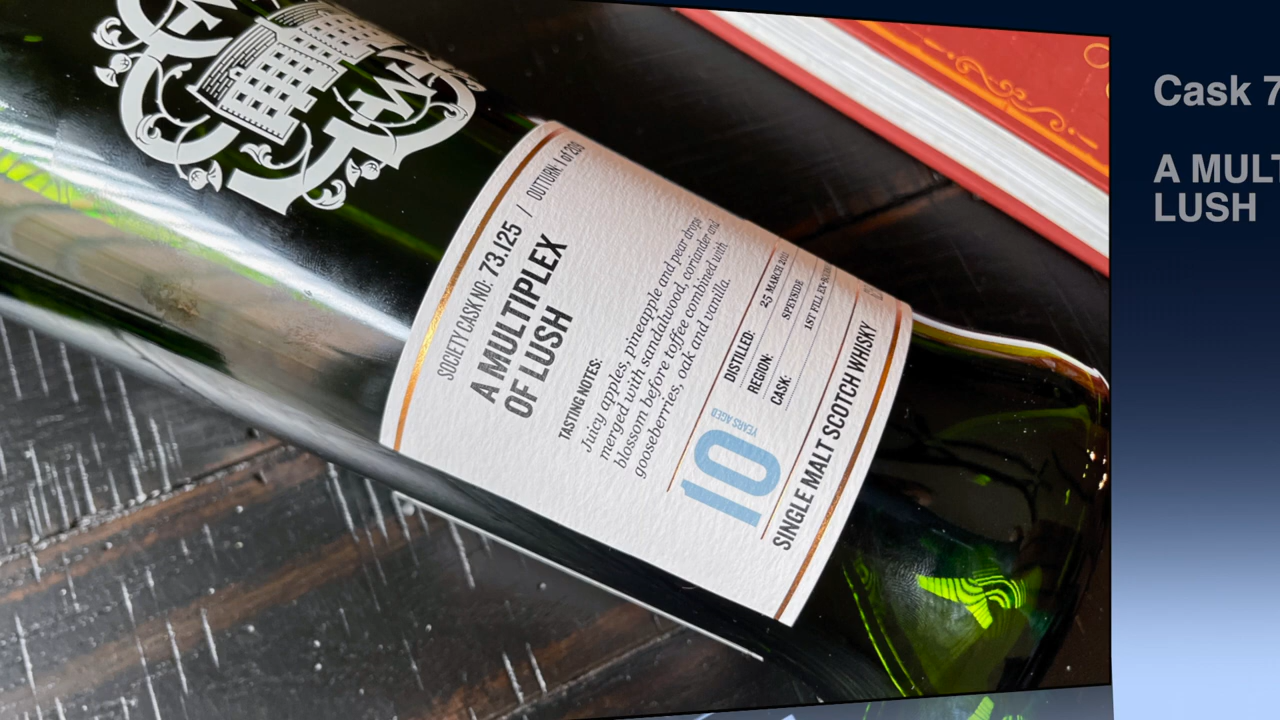 SOCIETY CASK NO: 73.125 / OUTTURN: 1 of 209
A MULTIPLEX
OF LUSH
TASTING NOTES:
Juicy apples, pineapple and pear drops
merged with sandalwood, coriander and
blossom before toffee combined with
gooseberries, oak and vanilla.
10 YEARS AGED
DISTILLED: 25 MARCH
REGION: SPEYSIDE
CASK: 1ST FILL
SINGLE MALT SCOTCH WHISKY
Cask 7
A MULT
LUSH